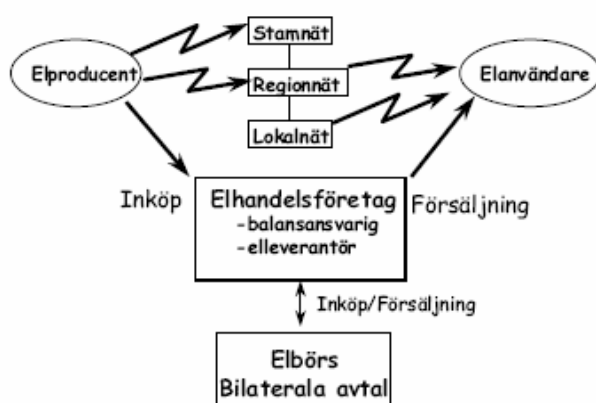 Stamnät
Elproducent
Regionnät
Elanvändare
Lokalnät
Inköp
Elhandelsföretag
-balansansvarig
-elleverantör
Försäljning
Inköp/Försäljning
Elbörs
Bilaterala avtal